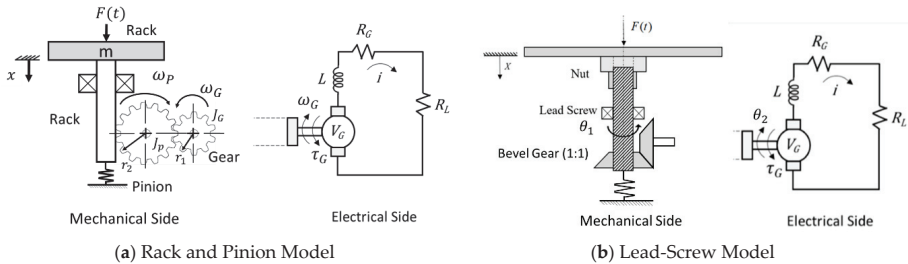 F(t)
Rack
m
x
ω_P
ω_G
Rack
J_G
J_p
r_2
r_1
Gear
Pinion
Mechanical Side
R_G
L
i
R_L
ω_G
V_G
τ_G
Electrical Side
(a) Rack and Pinion Model
F(t)
x
Nut
Lead Screw
θ_1
Bevel Gear (1:1)
Mechanical Side
R_G
L
i
R_L
θ_2
V_G
τ_G
Electrical Side
(b) Lead-Screw Model